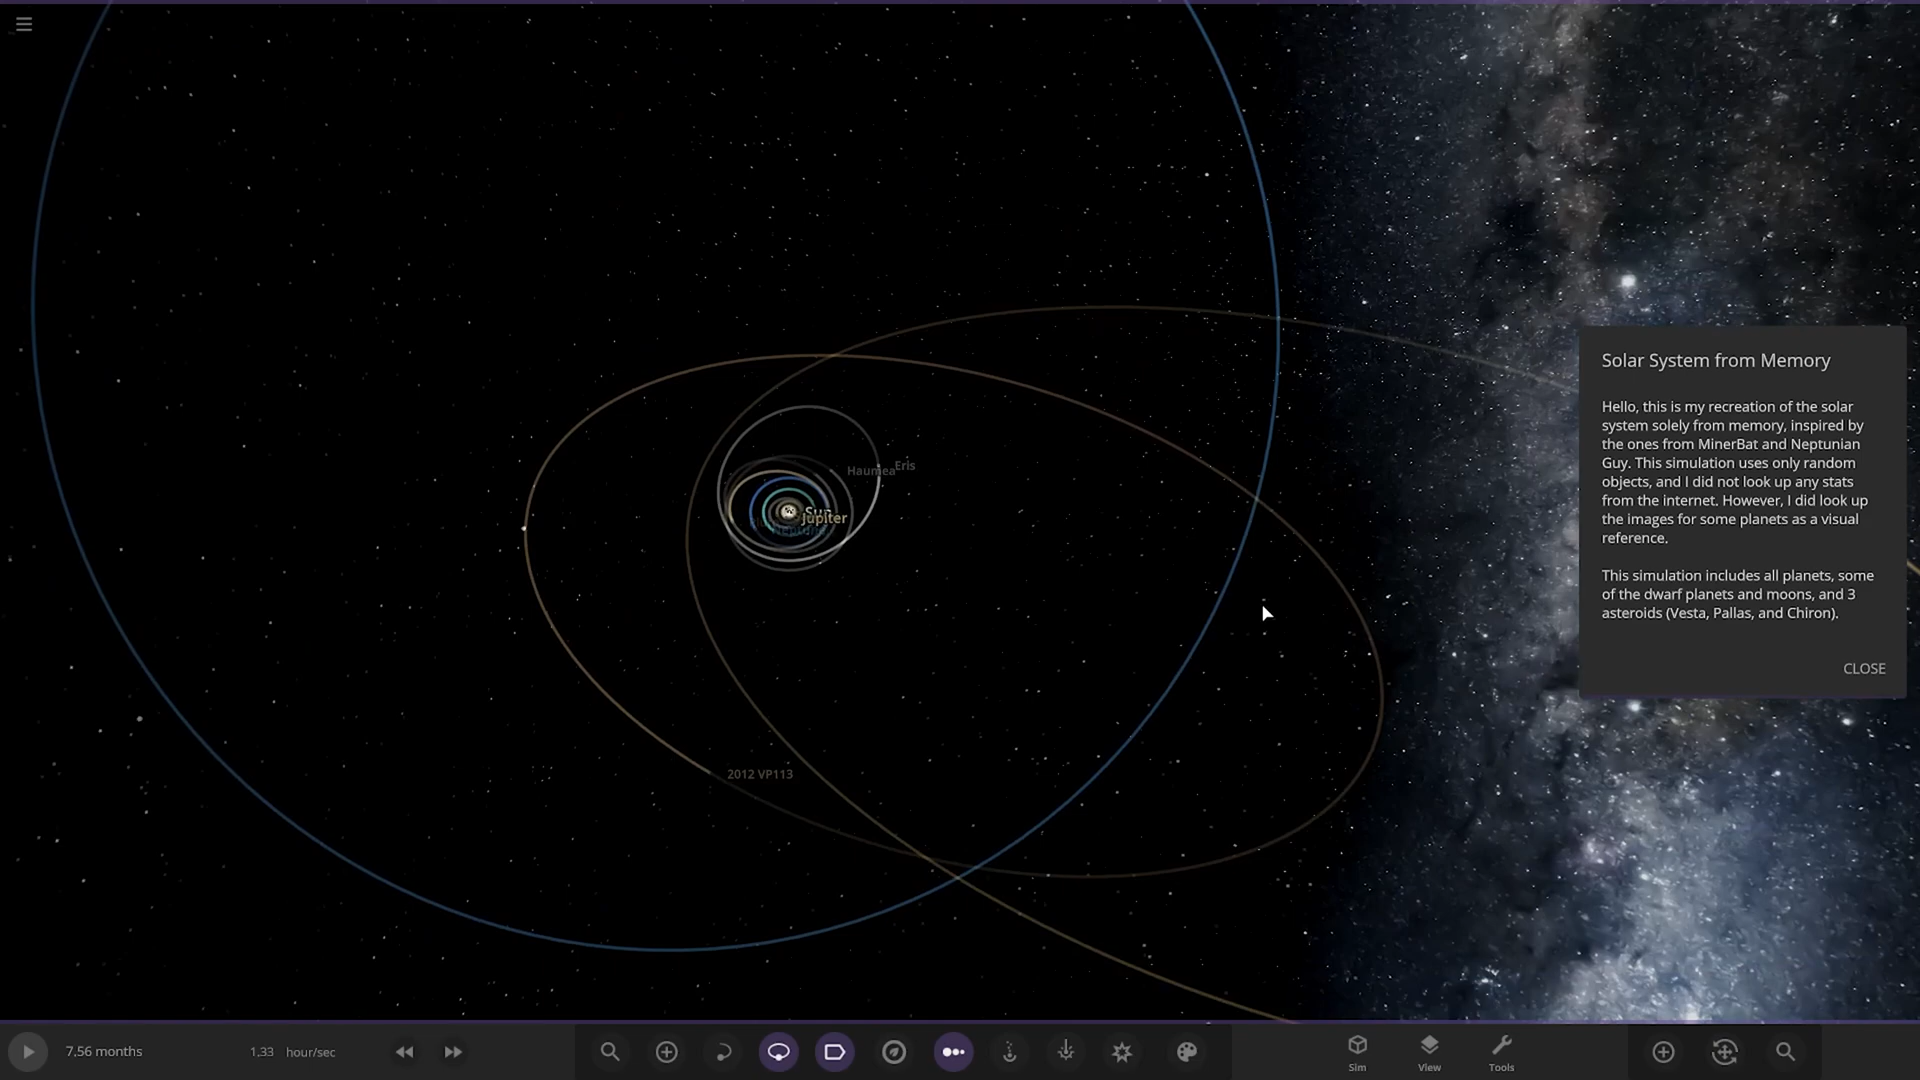 Solar System from Memory
Hello, this is my recreation of the solar
system solely from memory, inspired by
the ones from MinerBat and Neptunian
Guy. This simulation uses only random
objects, and I did not look up any stats
from the internet. However, I did look up
the images for some planets as a visual
reference.
This simulation includes all planets, some
of the dwarf planets and moons, and 3
asteroids (Vesta, Pallas, and Chiron).
CLOSE
Haumea
Eris
Sun
Jupiter
Neptune
2012 VP113
7.56 months
1.33 hour/sec
Sim
View
Tools